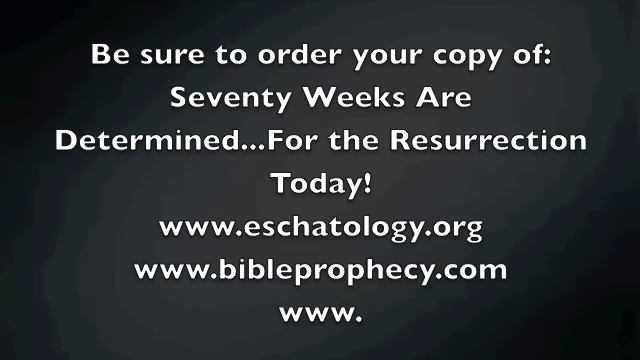 Be sure to order your copy of:
Seventy Weeks Are
Determined...For the Resurrection
Today!
www.eschatology.org
www.bibleprophecy.com
www.